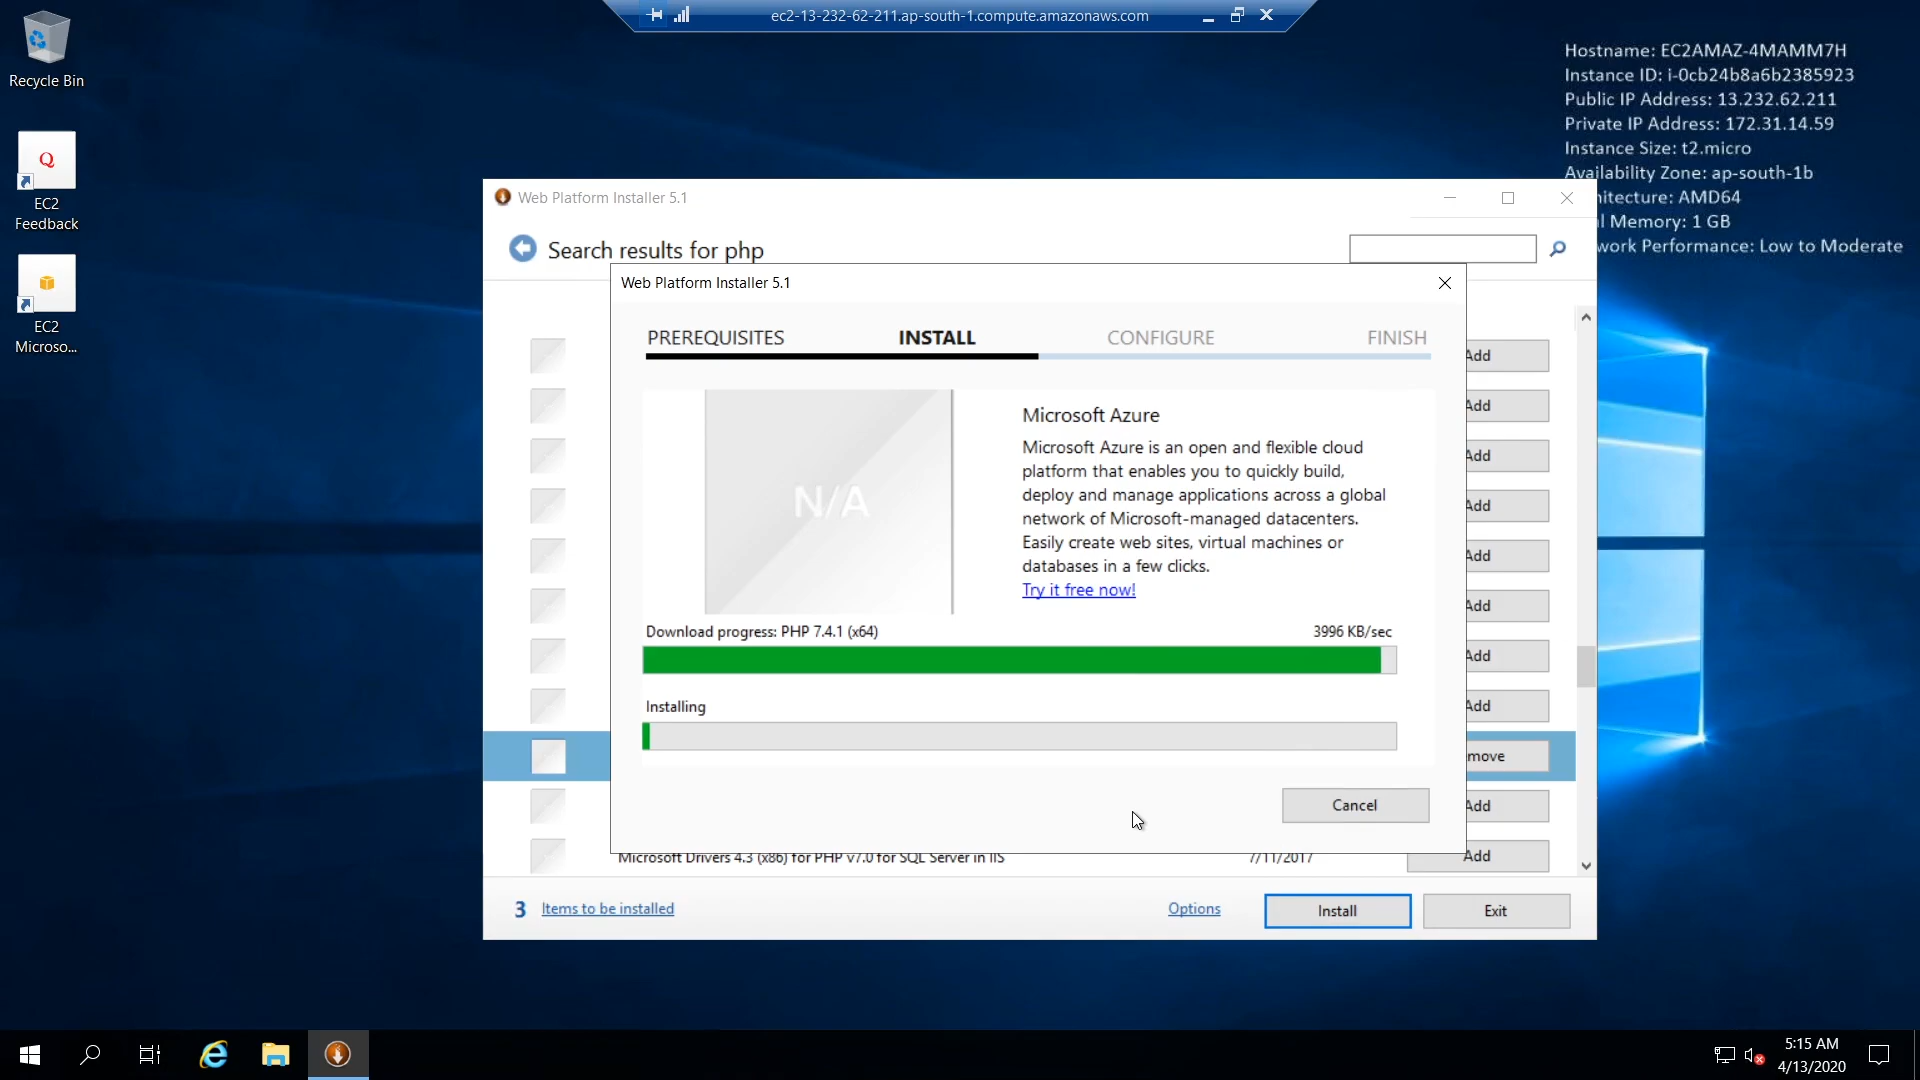 ec2-13-232-62-211.ap-south-1.compute.amazonaws.com
Recycle Bin
Q
EC2
Feedback
EC2
Microso...
Hostname: EC2AMAZ-4MAMM7H
Instance ID: i-0cb24b8a6b2385923
Public IP Address: 13.232.62.211
Private IP Address: 172.31.14.59
Instance Size: t2.micro
Availability Zone: ap-south-1b
hitecture: AMD64
l Memory: 1 GB
work Performance: Low to Moderate
Web Platform Installer 5.1
Search results for php
Web Platform Installer 5.1
PREREQUISITES
INSTALL
CONFIGURE
FINISH
N/A
Microsoft Azure
Microsoft Azure is an open and flexible cloud
platform that enables you to quickly build,
deploy and manage applications across a global
network of Microsoft-managed datacenters.
Easily create web sites, virtual machines or
databases in a few clicks.
Try it free now!
Download progress: PHP 7.4.1 (x64)
3996 KB/sec
Installing
Cancel
Add
Add
Add
Add
Add
Add
Add
Add
move
Add
Microsoft Drivers 4.3 (x86) for PHP v7.0 for SQL Server in IIS
7/11/2017
Add
3 Items to be installed
Options
Install
Exit
5:15 AM
4/13/2020